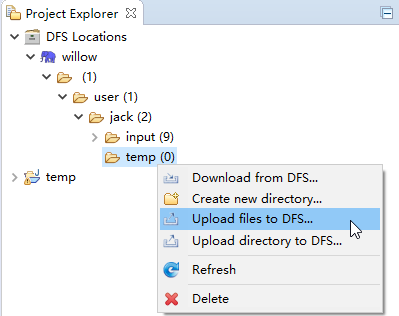 Project Explorer
DFS Locations
willow
(1)
user (1)
jack (2)
input (9)
temp (0)
temp
Download from DFS...
Create new directory...
Upload files to DFS...
Upload directory to DFS...
Refresh
Delete